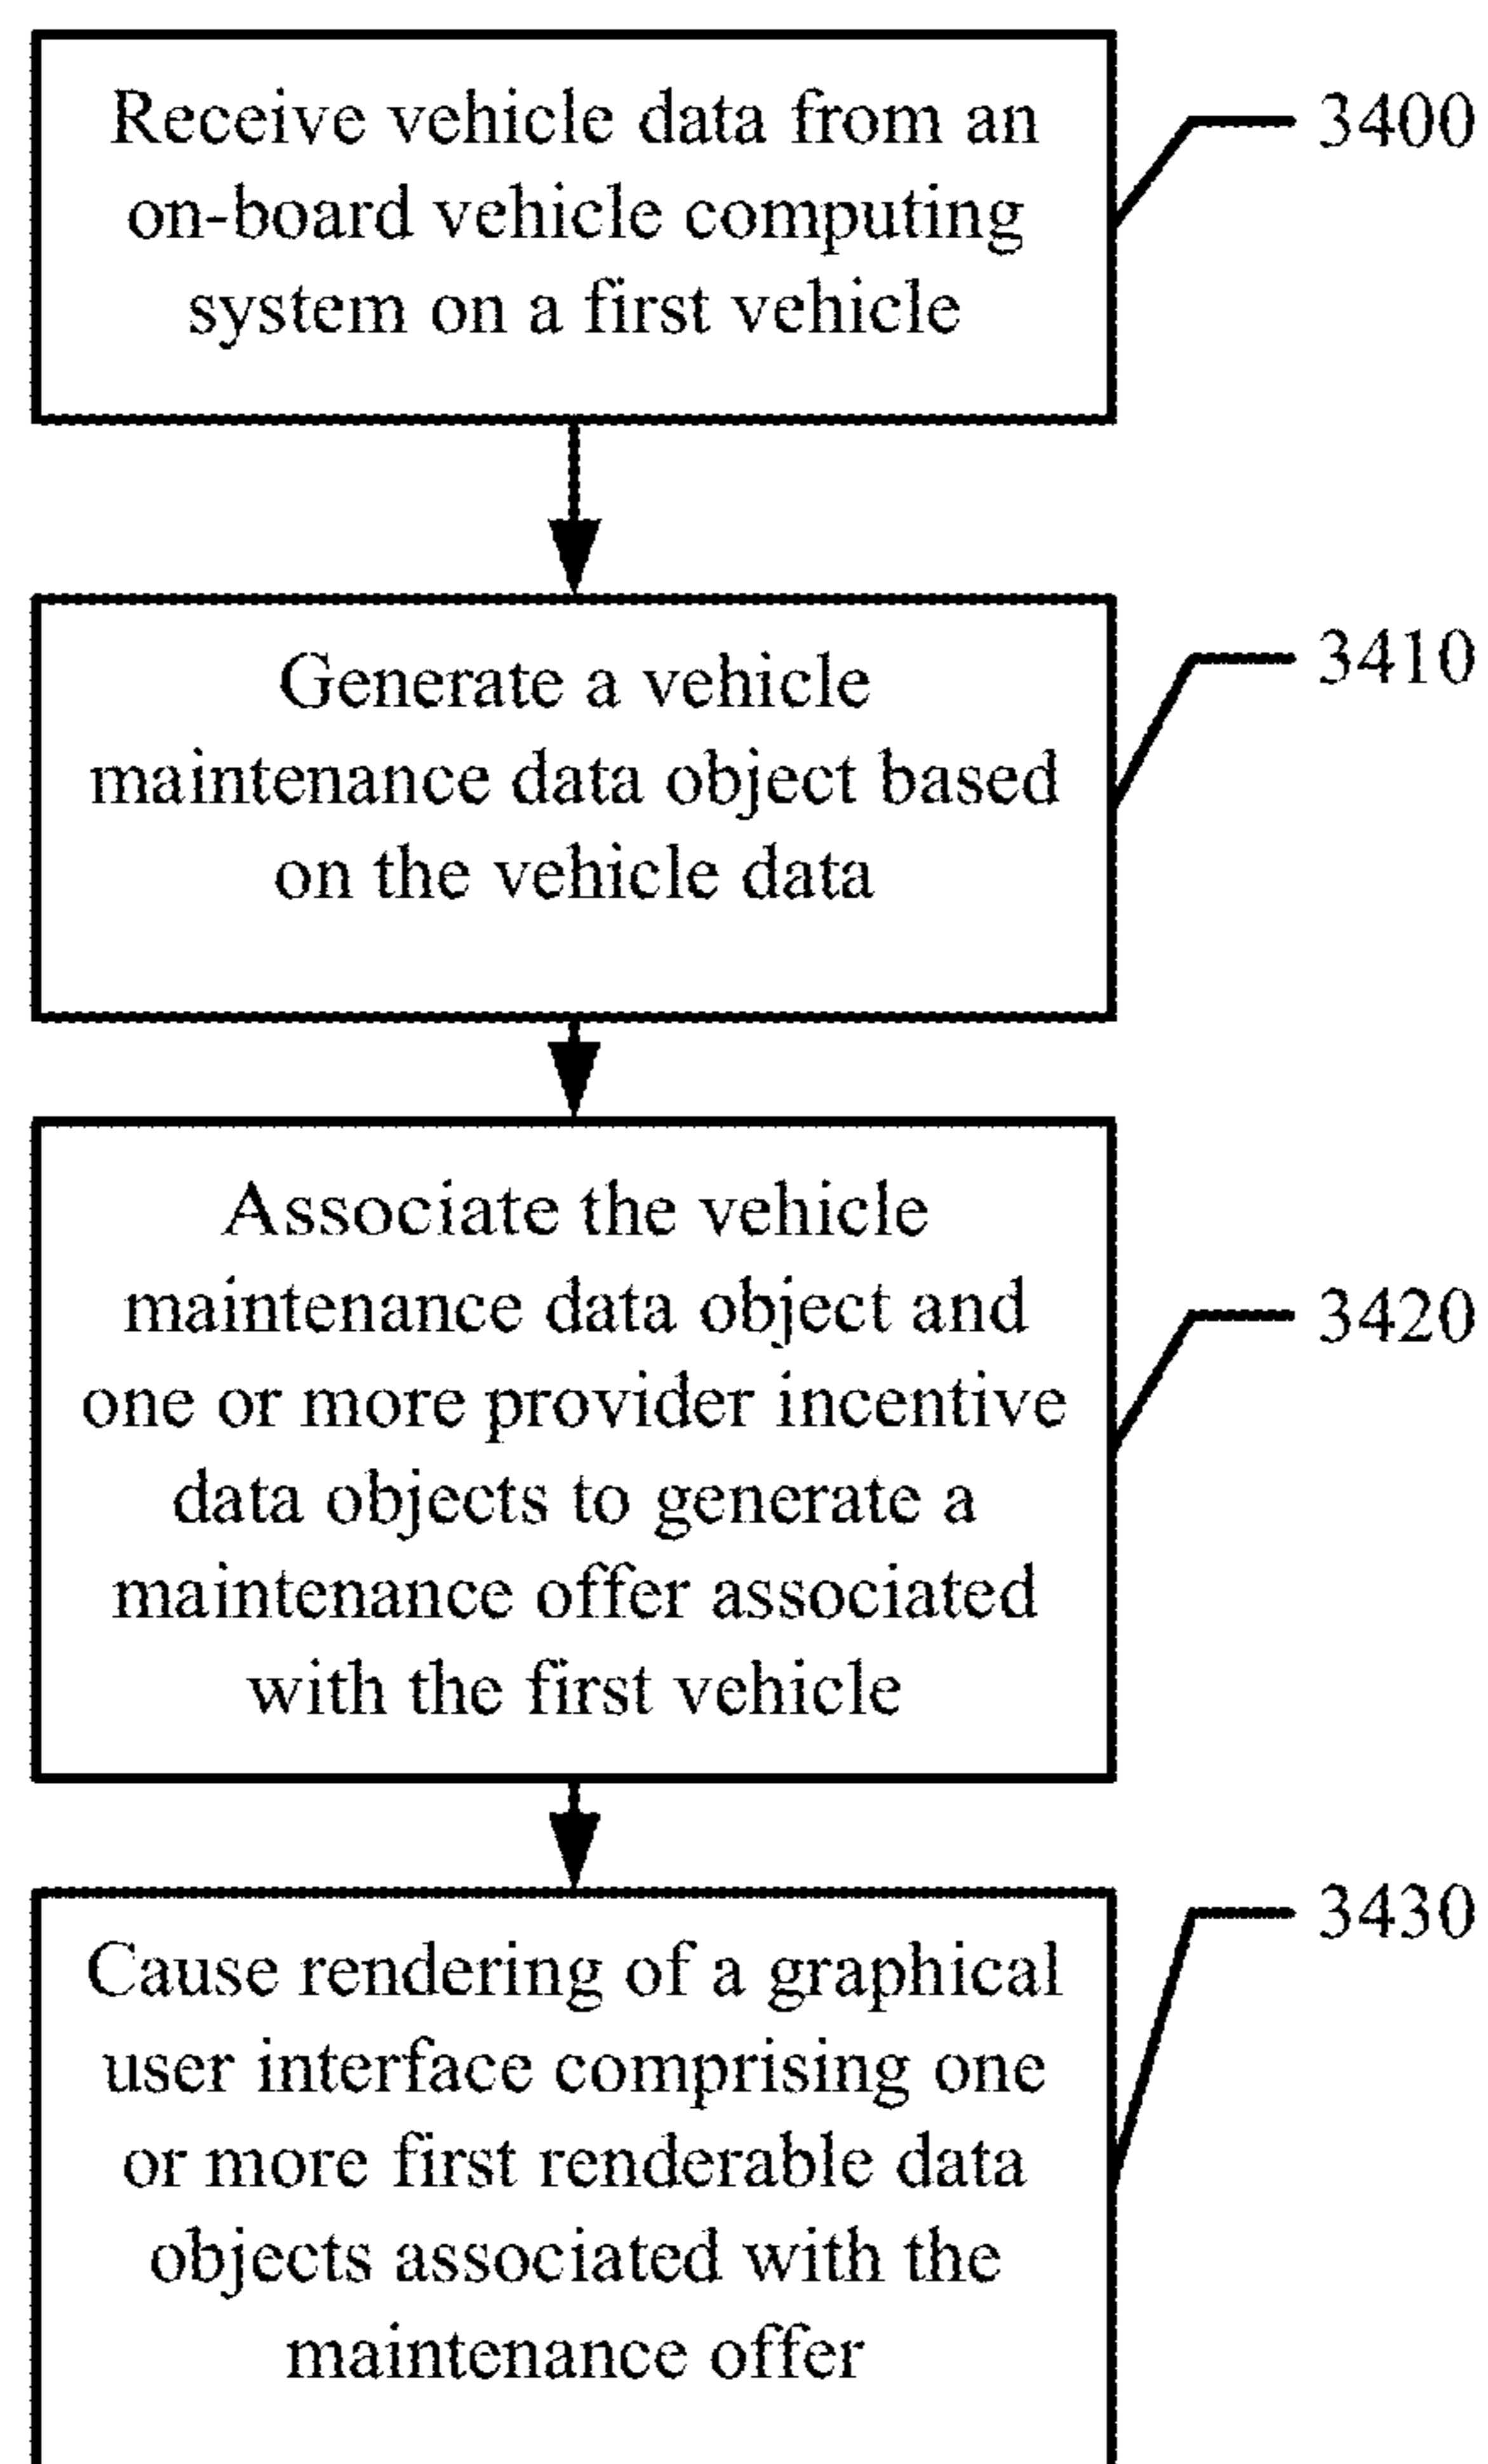 Receive vehicle data from an
on-board vehicle computing
system on a first vehicle
3400
Generate a vehicle
maintenance data object based
on the vehicle data
3410
Associate the vehicle
maintenance data object and
one or more provider incentive
data objects to generate a
maintenance offer associated
with the first vehicle
3420
Cause rendering of a graphical
user interface comprising one
or more first renderable data
objects associated with the
maintenance offer
3430